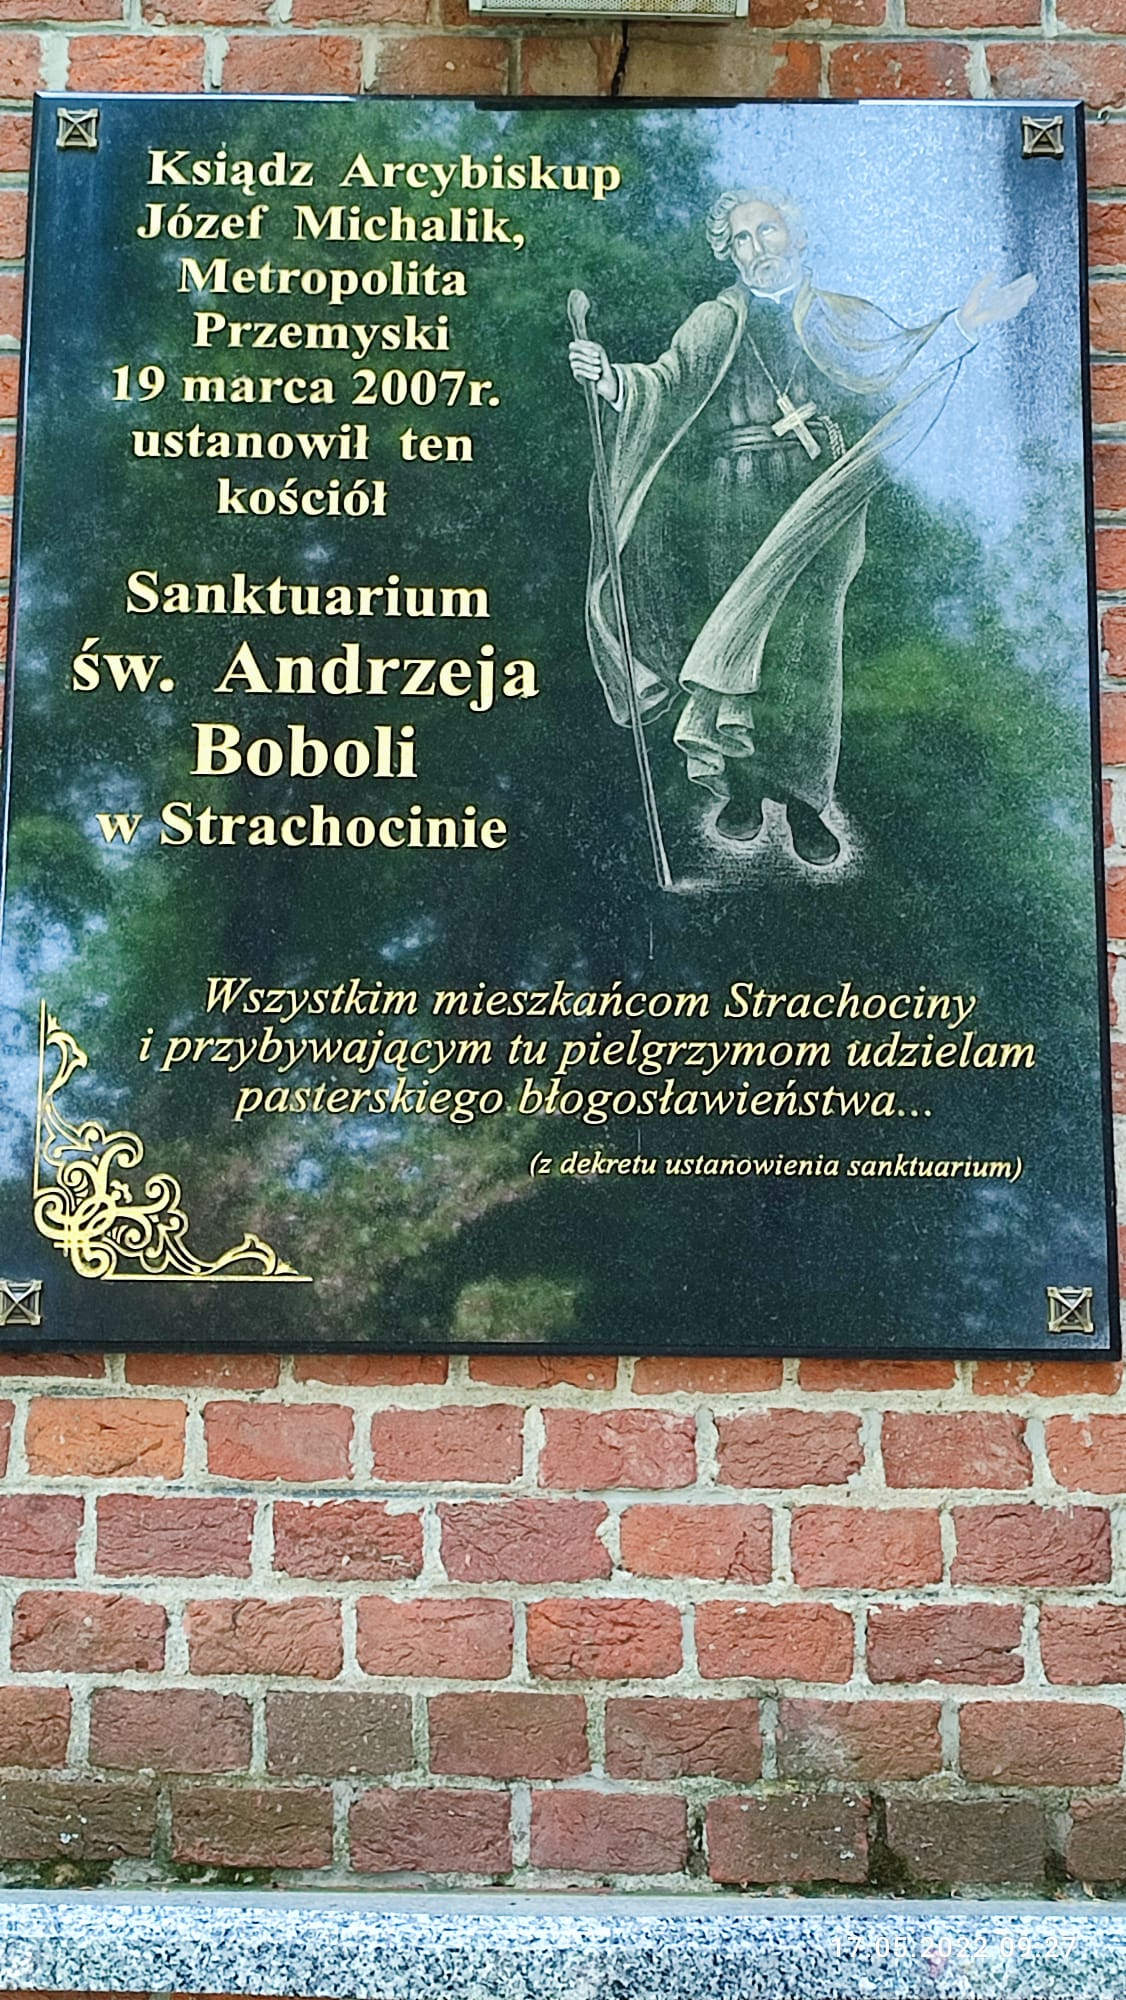 Ksiądz Arcybiskup
Józef Michalik,
Metropolita
Przemyski
19 marca 2007r.
ustanowił ten
kościół
Sanktuarium
św. Andrzeja
Boboli
w Strachocinie
Wszystkim mieszkańcom Strachociny
i przybywającym tu pielgrzymom udzielam
pasterskiego błogosławieństwa...
(z dekretu ustanowienia sanktuarium)
17.05.2022 09:27